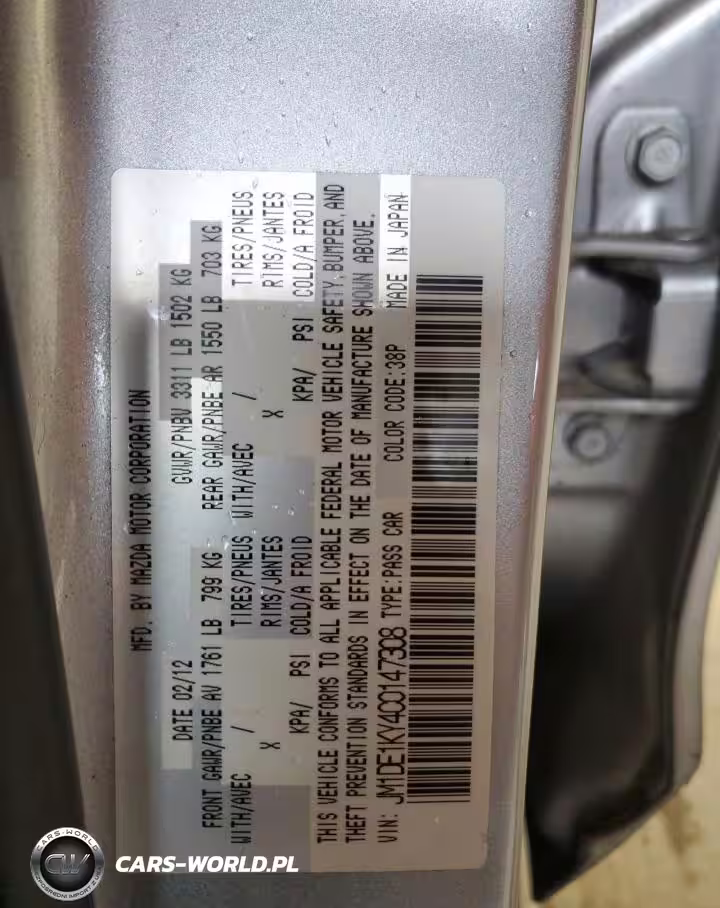 MFD. BY MAZDA MOTOR CORPORATION
DATE 02/12 GVWR/PNBV 3311 LB 1502 KG
FRONT GAWR/PNBE AV 1761 LB 799 KG REAR GAWR/PNBE AR 1550 LB 703 KG
WITH/AVEC / TIRES/PNEUS WITH/AVEC / TIRES/PNEUS
X RIMS/JANTES X RIMS/JANTES
KPA/ PSI COLD/A FROID KPA/ PSI COLD/A FROID
THIS VEHICLE CONFORMS TO ALL APPLICABLE FEDERAL MOTOR VEHICLE SAFETY, BUMPER, AND
THEFT PREVENTION STANDARDS IN EFFECT ON THE DATE OF MANUFACTURE SHOWN ABOVE.
VIN: JM1DE1KY4C0147308 TYPE:PASS CAR COLOR CODE:38P MADE IN JAPAN
CARS-WORLD
CW
CARS-WORLD.PL